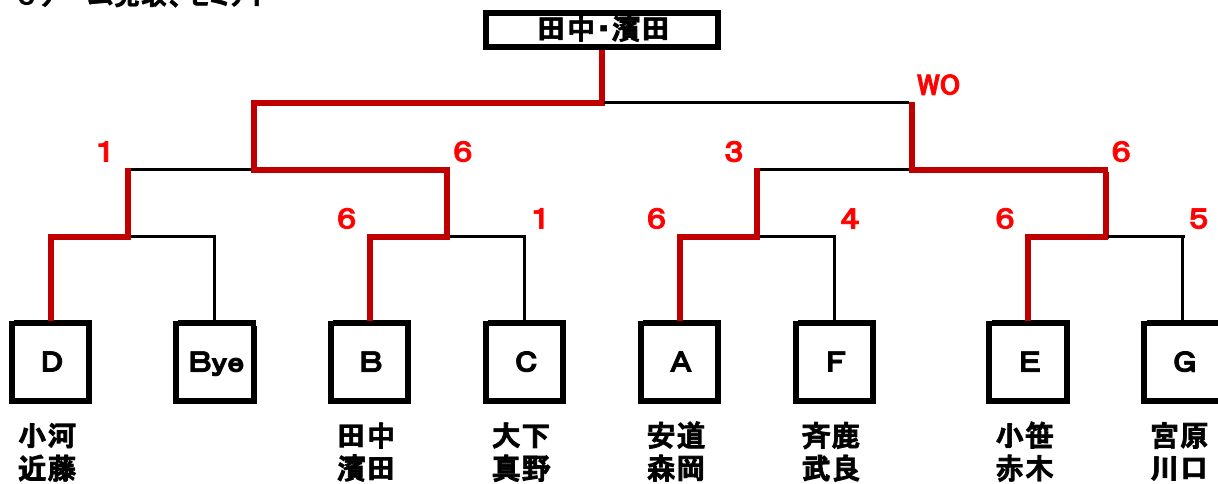 田中・濱田
WO
1 6 3 6
6 1 6 4 6 5
D Bye B C A F E G
小河 田中 大下 安道 斉鹿 小笹 宮原
近藤 濱田 真野 森岡 武良 赤木 川口